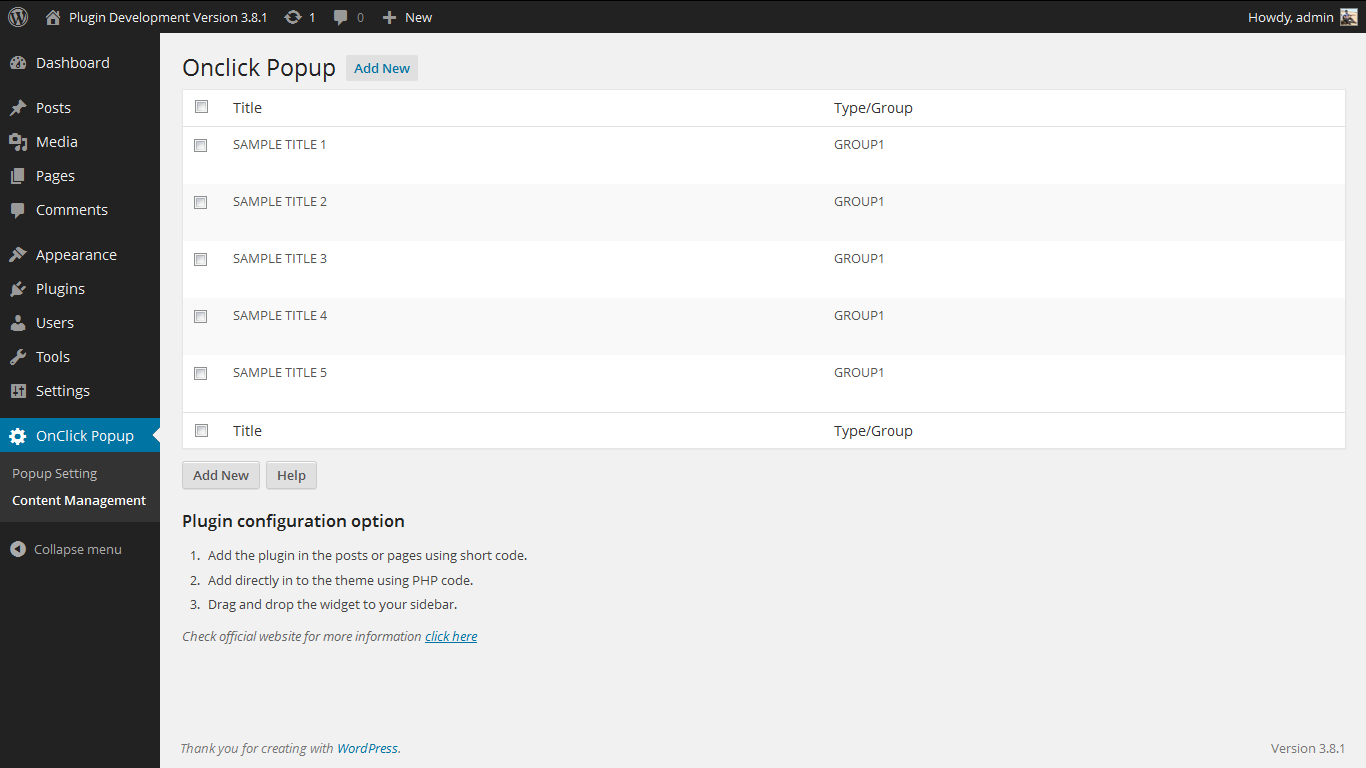 Plugin Development Version 3.8.1 1 0 New Howdy, admin
Dashboard
Posts
Media
Pages
Comments
Appearance
Plugins
Users
Tools
Settings
OnClick Popup
Popup Setting
Content Management
Collapse menu
Onclick Popup Add New
Title Type/Group
SAMPLE TITLE 1 GROUP1
SAMPLE TITLE 2 GROUP1
SAMPLE TITLE 3 GROUP1
SAMPLE TITLE 4 GROUP1
SAMPLE TITLE 5 GROUP1
Title Type/Group
Add New Help
Plugin configuration option
1. Add the plugin in the posts or pages using short code.
2. Add directly in to the theme using PHP code.
3. Drag and drop the widget to your sidebar.
Check official website for more information click here
Thank you for creating with WordPress. Version 3.8.1